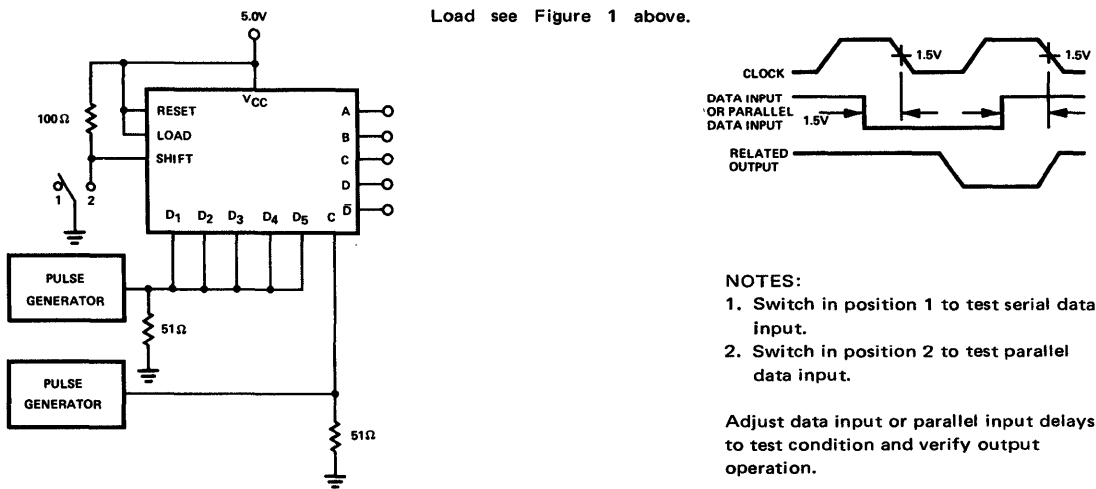 5.0V
Load see Figure 1 above.
VCC
RESET
LOAD
SHIFT
100Ω
1 2
A
B
C
D
D̅
D1 D2 D3 D4 D5 C
PULSE
GENERATOR
51Ω
PULSE
GENERATOR
51Ω
1.5V 1.5V
CLOCK
DATA INPUT
OR PARALLEL
DATA INPUT
1.5V
RELATED
OUTPUT
NOTES:
1. Switch in position 1 to test serial data
input.
2. Switch in position 2 to test parallel
data input.
Adjust data input or parallel input delays
to test condition and verify output
operation.